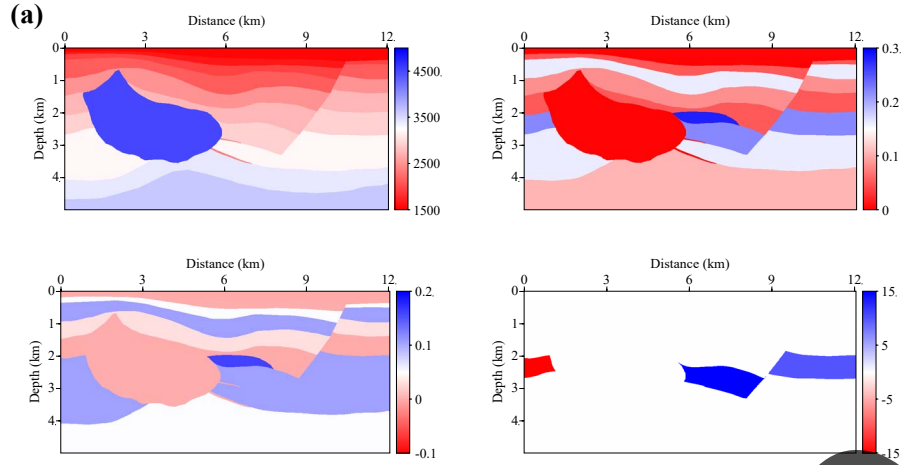 (a)
Distance (km)
0 3 6 9 12.
0
1
2
3
4.
Depth (km)
4500.
3500
2500
1500
Distance (km)
0 3 6 9 12.
0
1
2
3
4.
Depth (km)
0.3.
0.2
0.1
0
Distance (km)
0 3 6 9 12.
0
1
2
3
4.
Depth (km)
0.2.
0.1
0
-0.1
Distance (km)
0 3 6 9 12.
0
1
2
3
4.
Depth (km)
15.
5
-5
-15